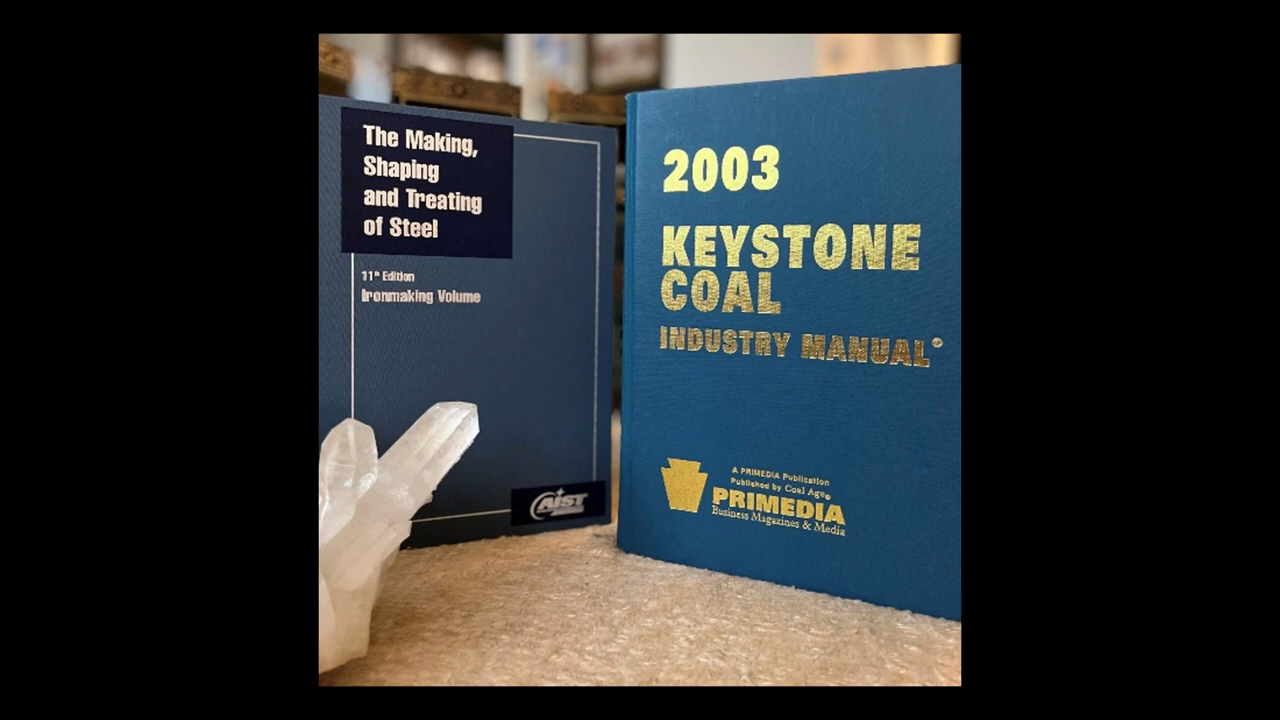 The Making,
Shaping
and Treating
of Steel
11th Edition
Ironmaking Volume
AIST
2003
KEYSTONE
COAL
INDUSTRY MANUAL®
A PRIMEDIA Publication
Published by Coal Age®
PRIMEDIA
Business Magazines & Media